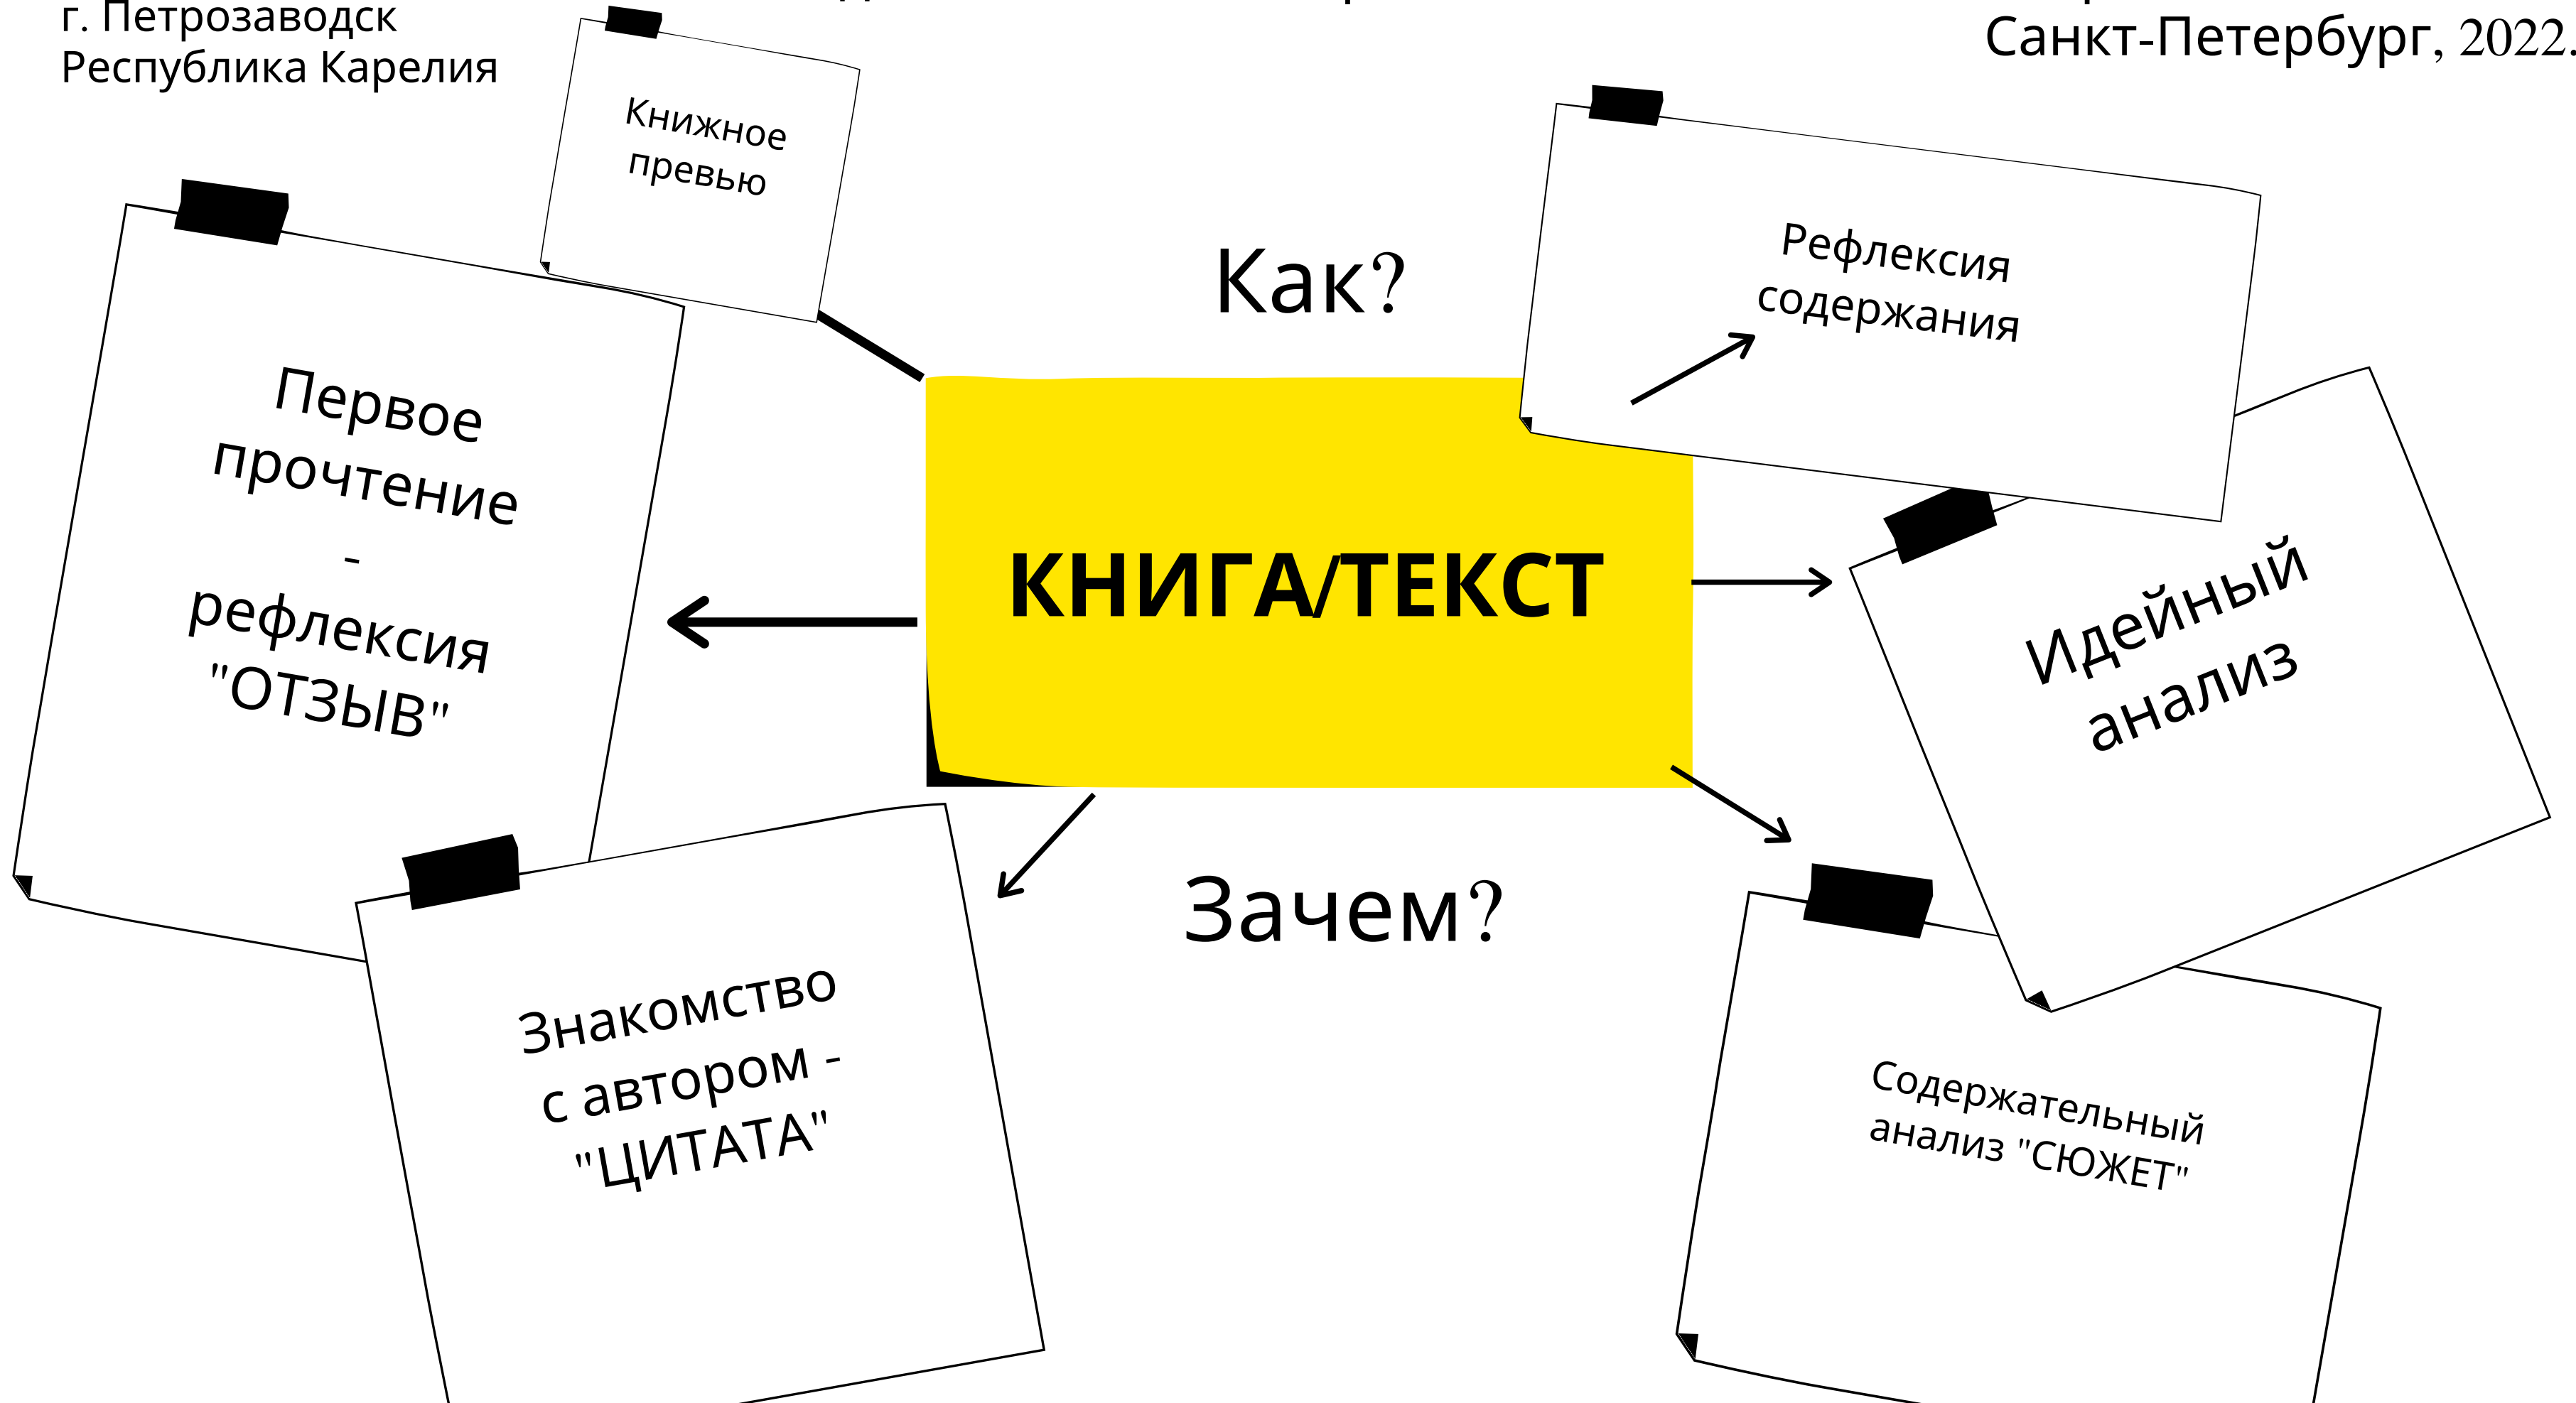 г. Петрозаводск
Республика Карелия
Санкт-Петербург, 2022.
Книжное
превью
Как?
Рефлексия
содержания
Первое
прочтение
-
рефлексия
"ОТЗЫВ"
КНИГА/ТЕКСТ
Идейный
анализ
Зачем?
Знакомство
с автором -
"ЦИТАТА"
Содержательный
анализ "СЮЖЕТ"